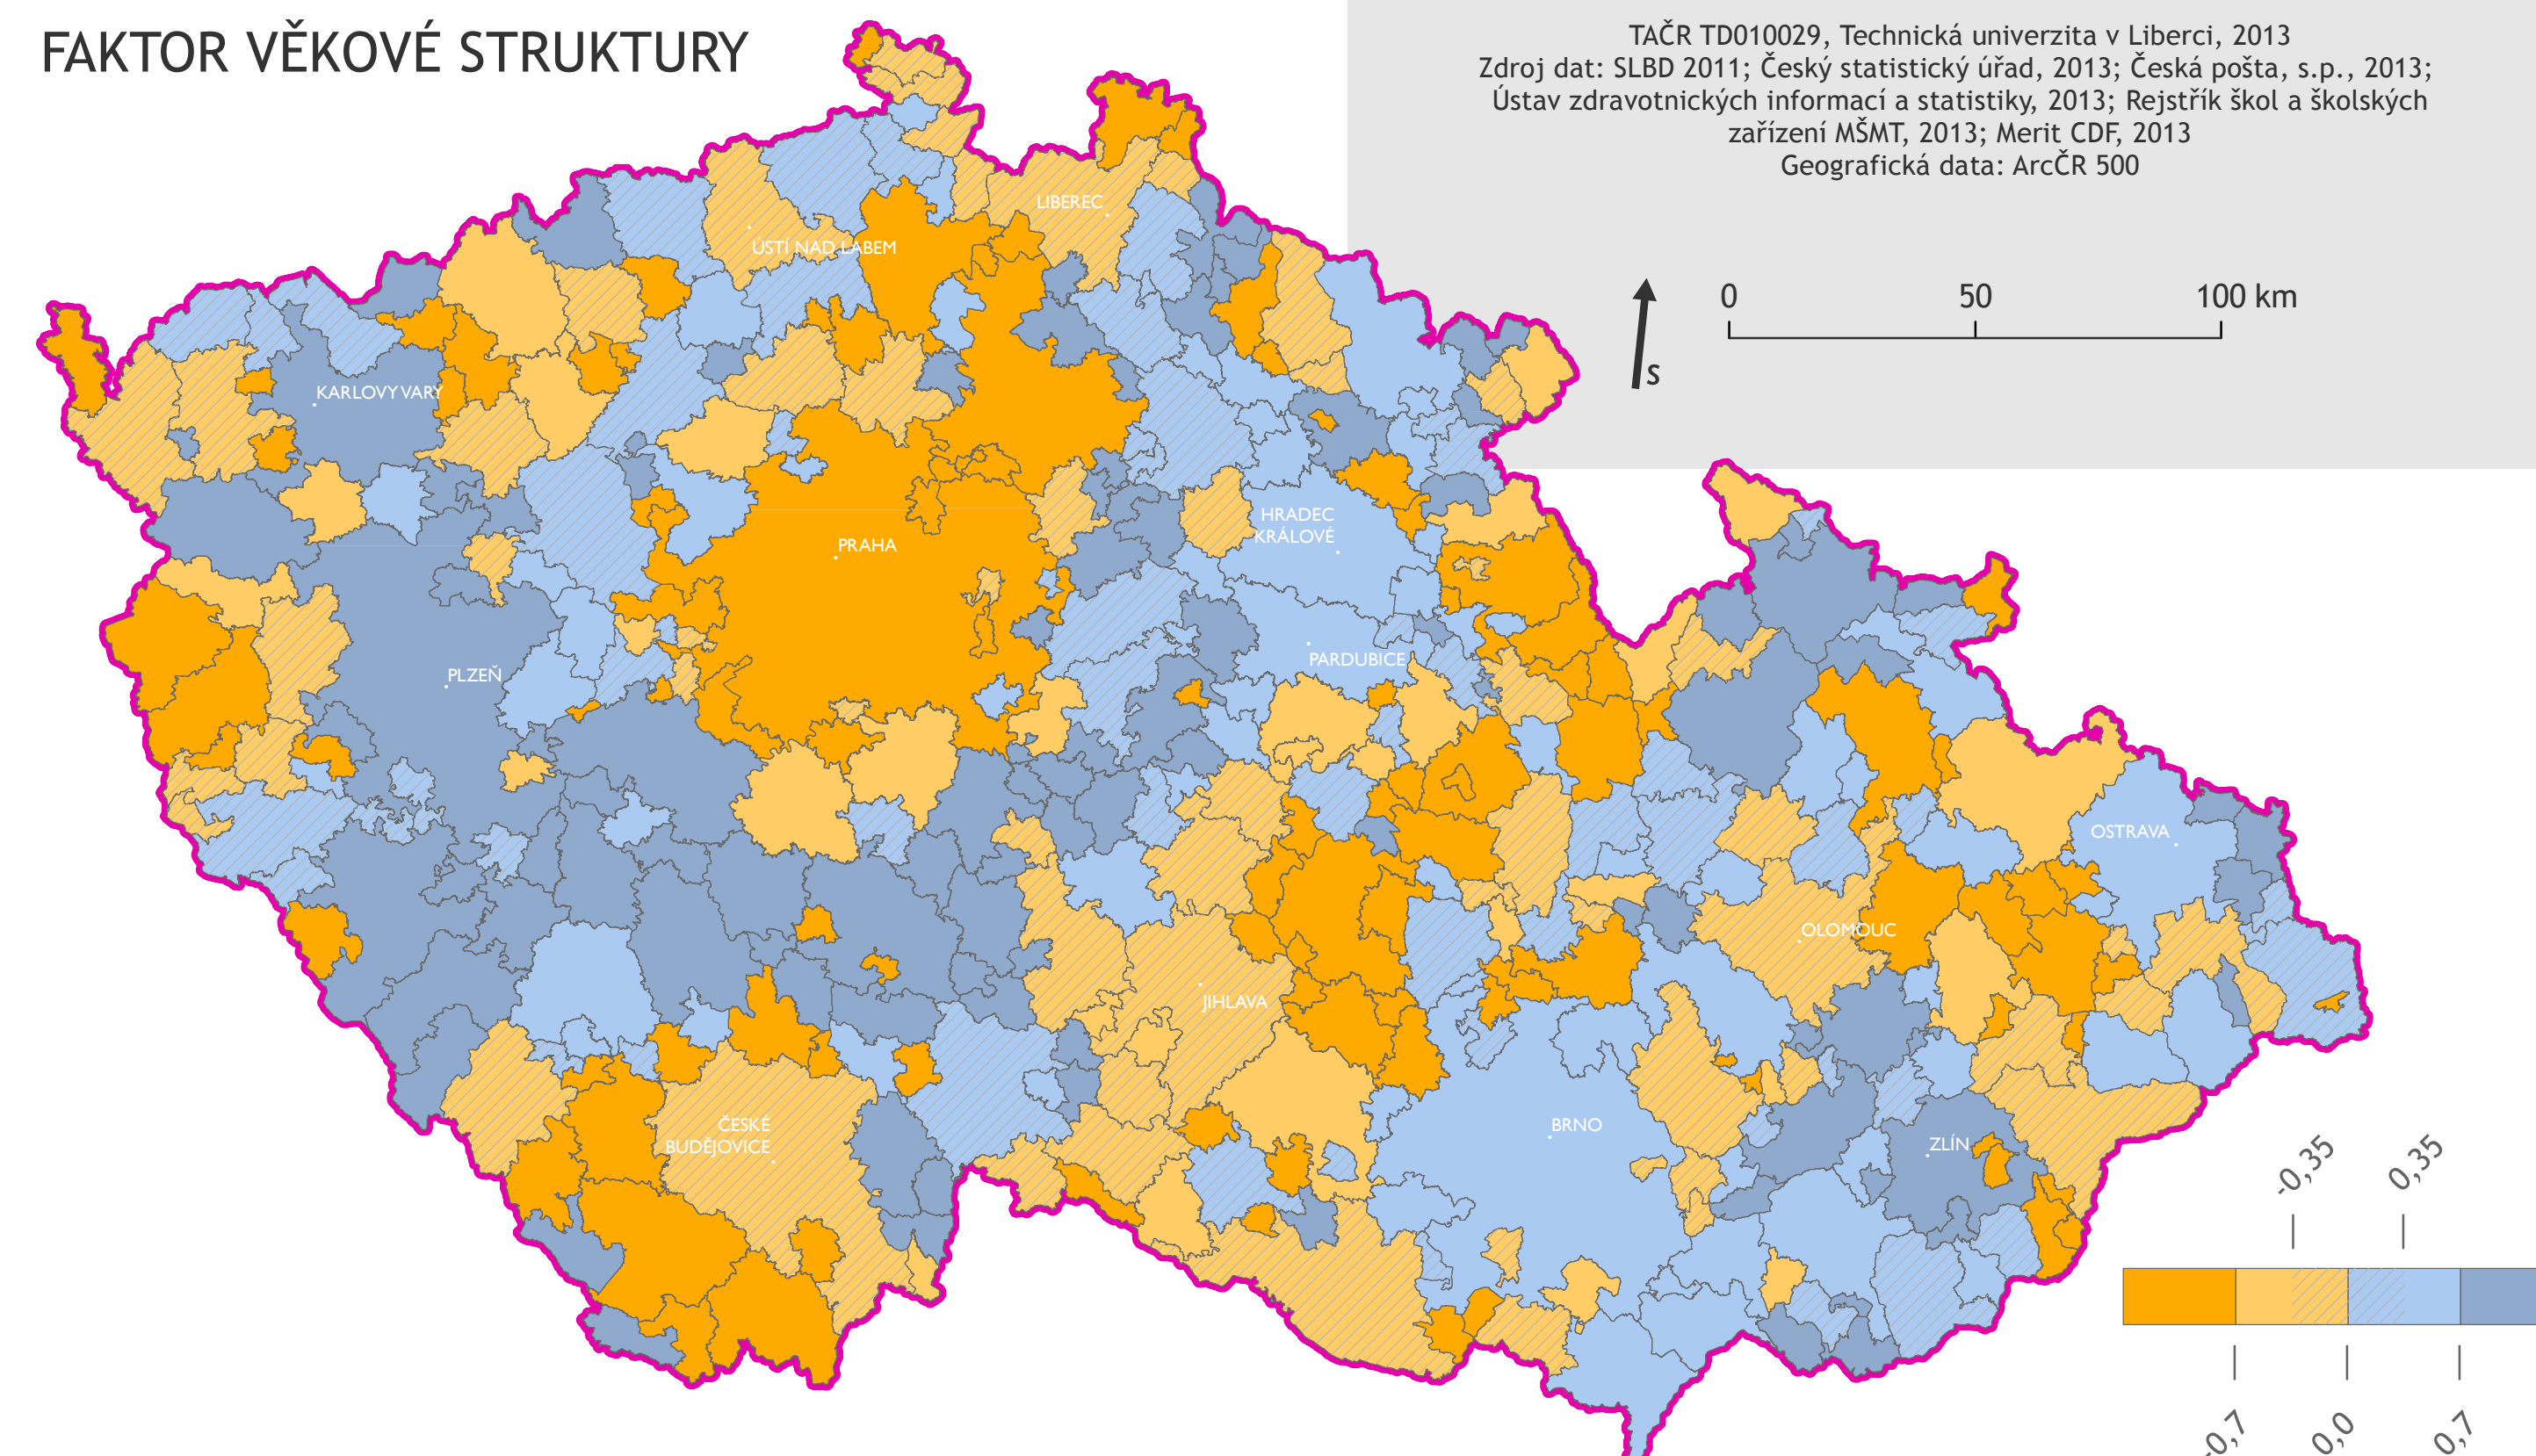 FAKTOR VĚKOVÉ STRUKTURY
TAČR TD010029, Technická univerzita v Liberci, 2013
Zdroj dat: SLBD 2011; Český statistický úřad, 2013; Česká pošta, s.p., 2013;
Ústav zdravotnických informací a statistiky, 2013; Rejstřík škol a školských
zařízení MŠMT, 2013; Merit CDF, 2013
Geografická data: ArcČR 500
0 50 100 km
S
LIBEREC
ÚSTÍ NAD LABEM
KARLOVY VARY
HRADEC
KRÁLOVÉ
PRAHA
PARDUBICE
PLZEŇ
OSTRAVA
OLOMOUC
JIHLAVA
ČESKÉ
BUDĚJOVICE
BRNO
ZLÍN
-0,35 0,35
-0,7 0,0 0,7